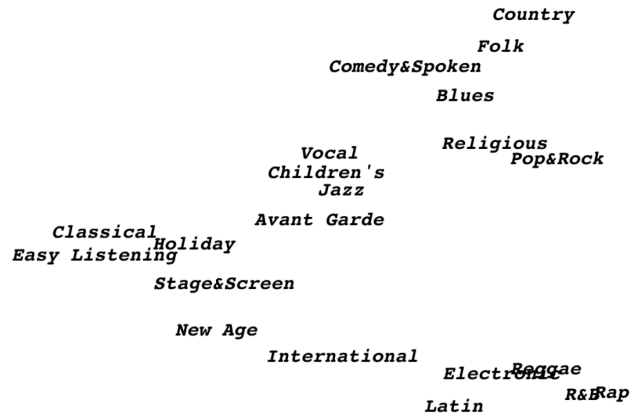 Country
Folk
Comedy&Spoken
Blues
Religious
Vocal
Pop&Rock
Children's
Jazz
Avant Garde
Classical
Holiday
Easy Listening
Stage&Screen
New Age
International
Reggae
Electronic
Rap
R&B
Latin